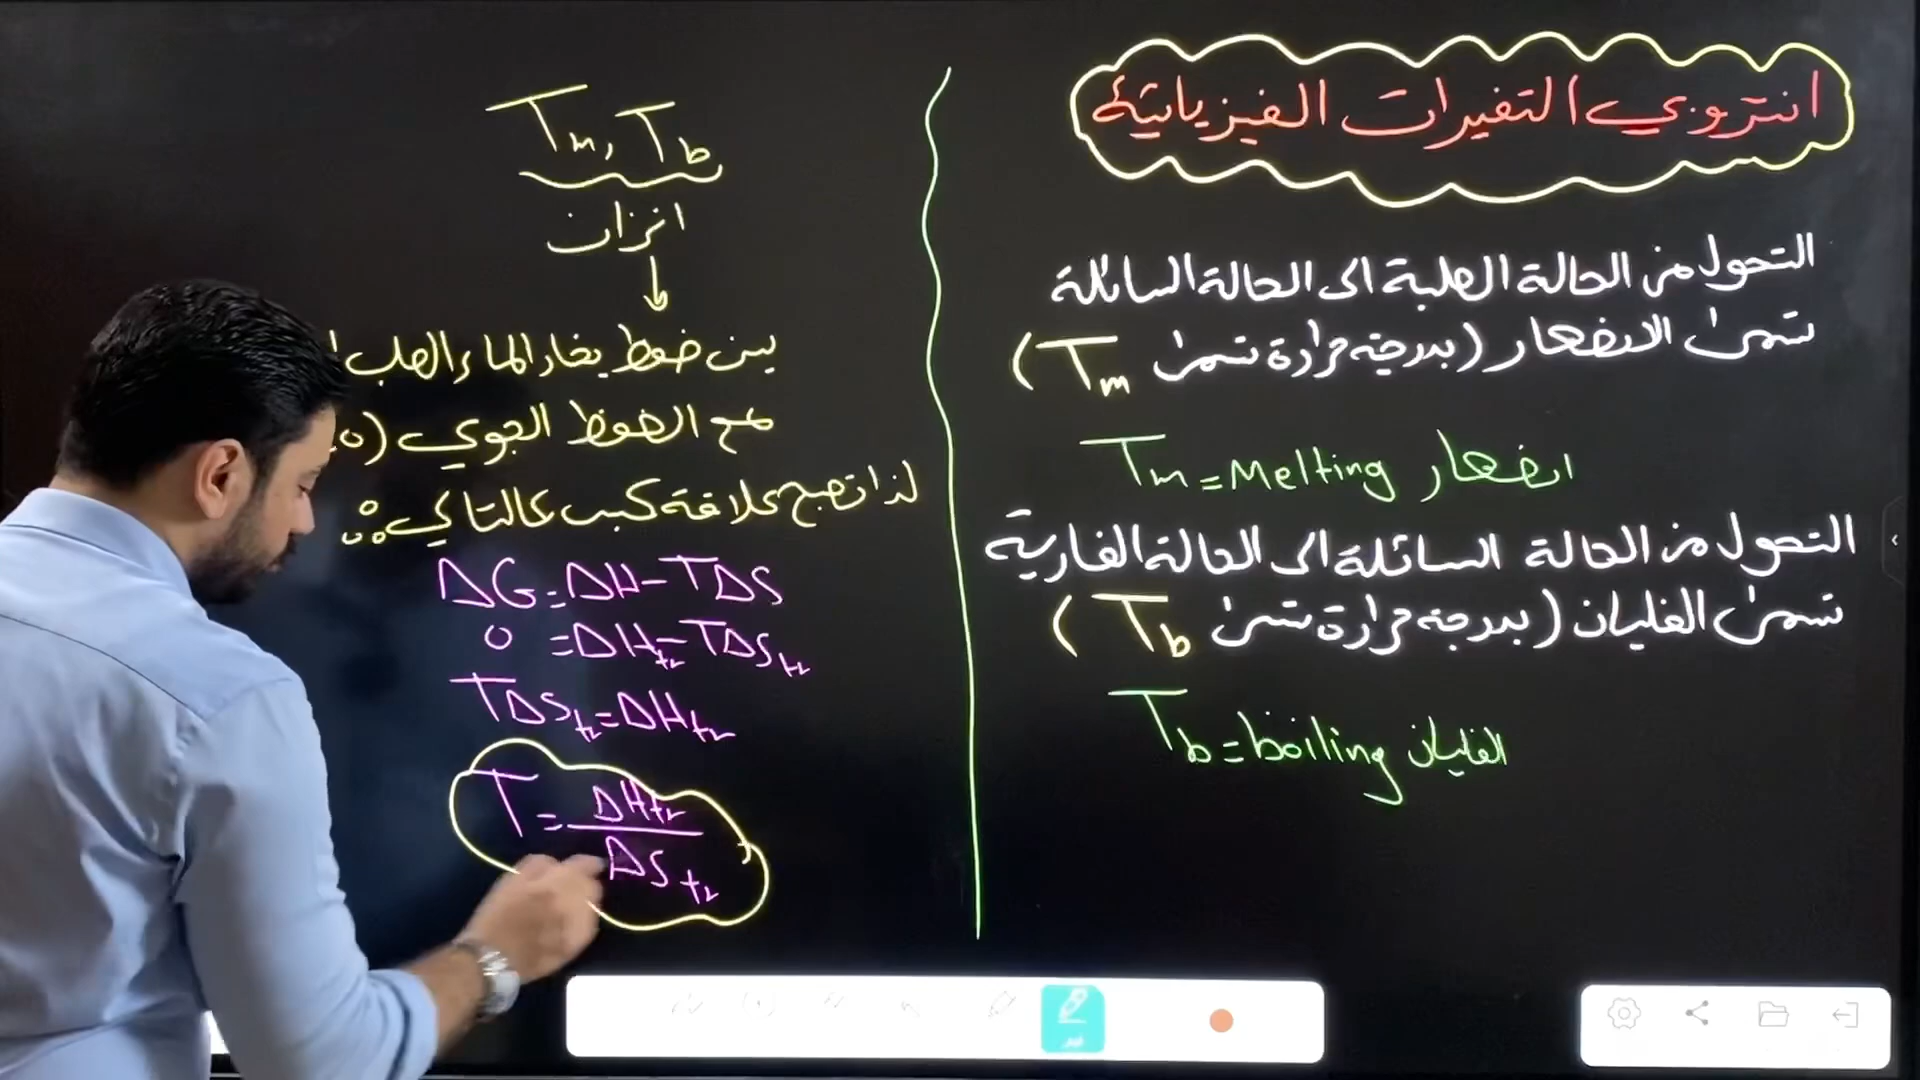 انتروبي التغيرات الفيزيائية
التحول من الحالة الصلبة الى الحالة السائلة
تسمى الانصهار (بدرجة حرارة تسمى Tm)
Tm = Melting انصهار
التحول من الحالة السائلة الى الحالة الغازية
تسمى الغليان (بدرجة حرارة تسمى Tb)
Tb = boiling الغليان
Tm, Tb
اتزان
↓
بين ضغط بخار الماء الصلب
مع الضغط الجوي (
لذا تصبح علاقة كبس كالتالي
ΔG = ΔH - TΔS
0 = ΔHtr - TΔStr
TΔStr = ΔHtr
T = ΔHtr / ΔStr